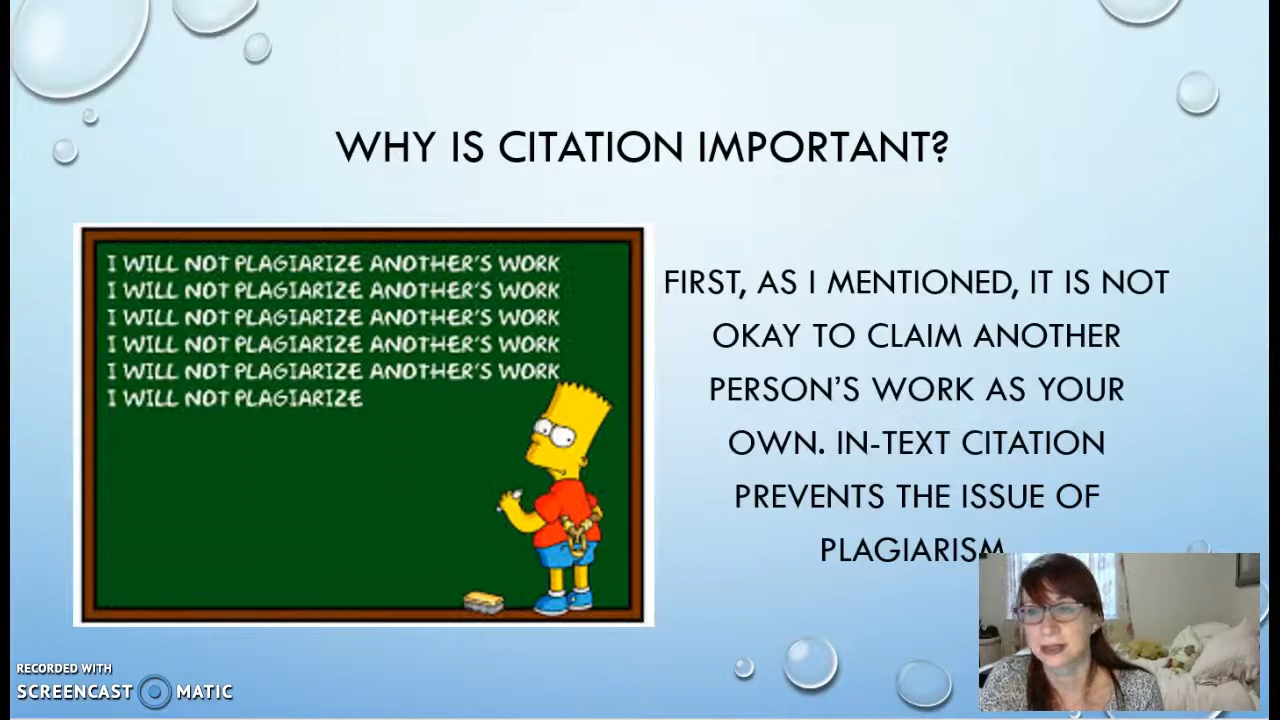 WHY IS CITATION IMPORTANT?
I WILL NOT PLAGIARIZE ANOTHER'S WORK
I WILL NOT PLAGIARIZE ANOTHER'S WORK
I WILL NOT PLAGIARIZE ANOTHER'S WORK
I WILL NOT PLAGIARIZE ANOTHER'S WORK
I WILL NOT PLAGIARIZE ANOTHER'S WORK
I WILL NOT PLAGIARIZE
FIRST, AS I MENTIONED, IT IS NOT
OKAY TO CLAIM ANOTHER
PERSON'S WORK AS YOUR
OWN. IN-TEXT CITATION
PREVENTS THE ISSUE OF
PLAGIARISM
RECORDED WITH
SCREENCAST MATIC